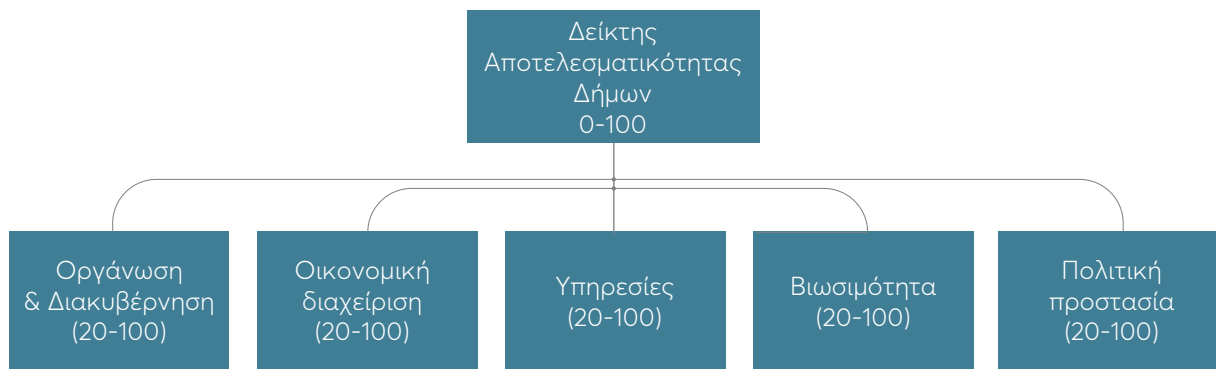 Δείκτης
Αποτελεσματικότητας
Δήμων
0-100
Οργάνωση
& Διακυβέρνηση
(20-100)
Οικονομική
διαχείριση
(20-100)
Υπηρεσίες
(20-100)
Βιωσιμότητα
(20-100)
Πολιτική
προστασία
(20-100)